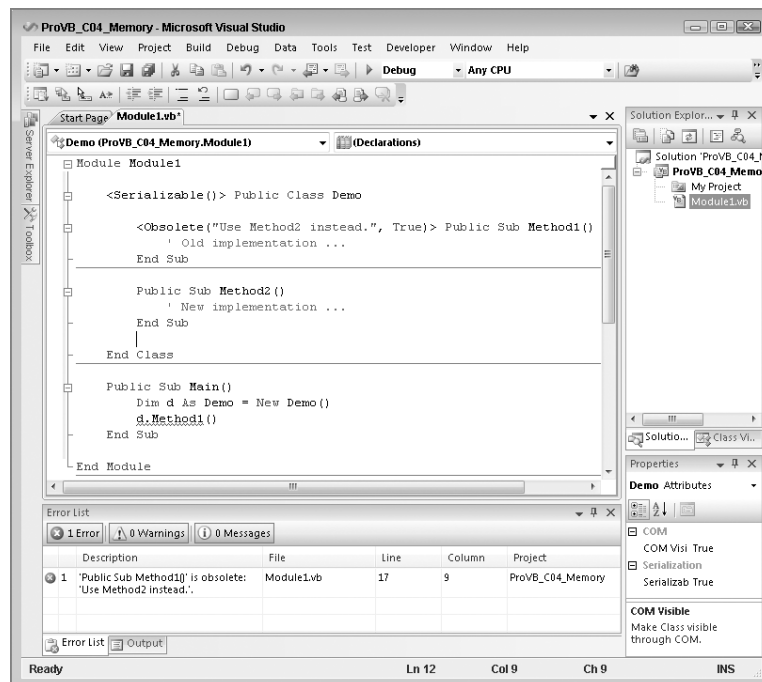 ProVB_C04_Memory - Microsoft Visual Studio
File Edit View Project Build Debug Data Tools Test Developer Window Help
Debug Any CPU
Start Page Module1.vb*
Solution Explor...
Demo (ProVB_C04_Memory.Module1) (Declarations)
Server Explorer
Toolbox
Module Module1
<Serializable()> Public Class Demo
<Obsolete("Use Method2 instead.", True)> Public Sub Method1()
' Old implementation ...
End Sub
Public Sub Method2()
' New implementation ...
End Sub
End Class
Public Sub Main()
Dim d As Demo = New Demo()
d.Method1()
End Sub
End Module
Solution 'ProVB_C04_M
ProVB_C04_Memo
My Project
Module1.vb
Solutio... Class Vi..
Properties
Demo Attributes
COM
COM Visi True
Serialization
Serializab True
COM Visible
Make Class visible
through COM.
Error List
1 Error 0 Warnings 0 Messages
Description File Line Column Project
1 'Public Sub Method1()' is obsolete: Module1.vb 17 9 ProVB_C04_Memory
'Use Method2 instead.'.
Error List Output
Ready Ln 12 Col 9 Ch 9 INS